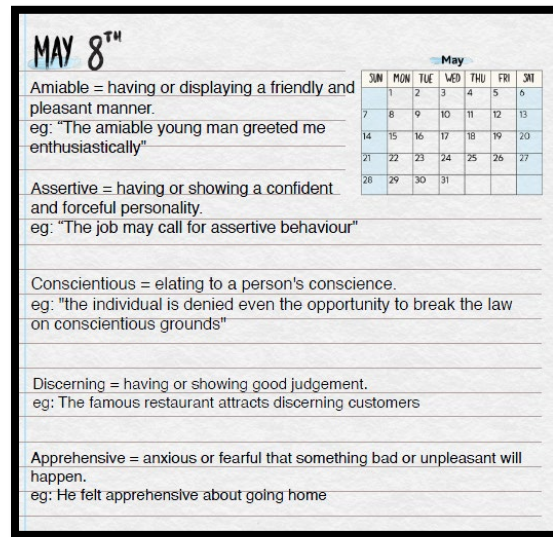 MAY 8TH
May
SUN MON TUE WED THU FRI SAT
1 2 3 4 5 6
7 8 9 10 11 12 13
14 15 16 17 18 19 20
21 22 23 24 25 26 27
28 29 30 31
Amiable = having or displaying a friendly and
pleasant manner.
eg: “The amiable young man greeted me
enthusiastically"
Assertive = having or showing a confident
and forceful personality.
eg: “The job may call for assertive behaviour"
Conscientious = elating to a person's conscience.
eg: "the individual is denied even the opportunity to break the law
on conscientious grounds"
Discerning = having or showing good judgement.
eg: The famous restaurant attracts discerning customers
Apprehensive = anxious or fearful that something bad or unpleasant will
happen.
eg: He felt apprehensive about going home